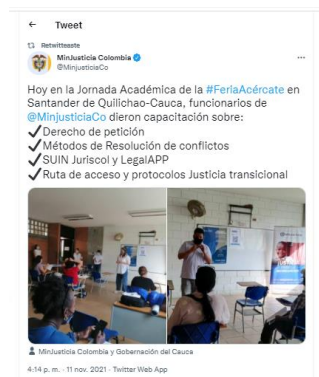 ← Tweet
Retwitteaste
MinJusticia Colombia
@MinjusticiaCo
...
Hoy en la Jornada Académica de la #FeriaAcércate en
Santander de Quilichao-Cauca, funcionarios de
@MinjusticiaCo dieron capacitación sobre:
✔Derecho de petición
✔Métodos de Resolución de conflictos
✔SUIN Juriscol y LegalAPP
✔Ruta de acceso y protocolos Justicia transicional
MinJusticia Colombia y Gobernación del Cauca
4:14 p. m. · 11 nov. 2021 · Twitter Web App